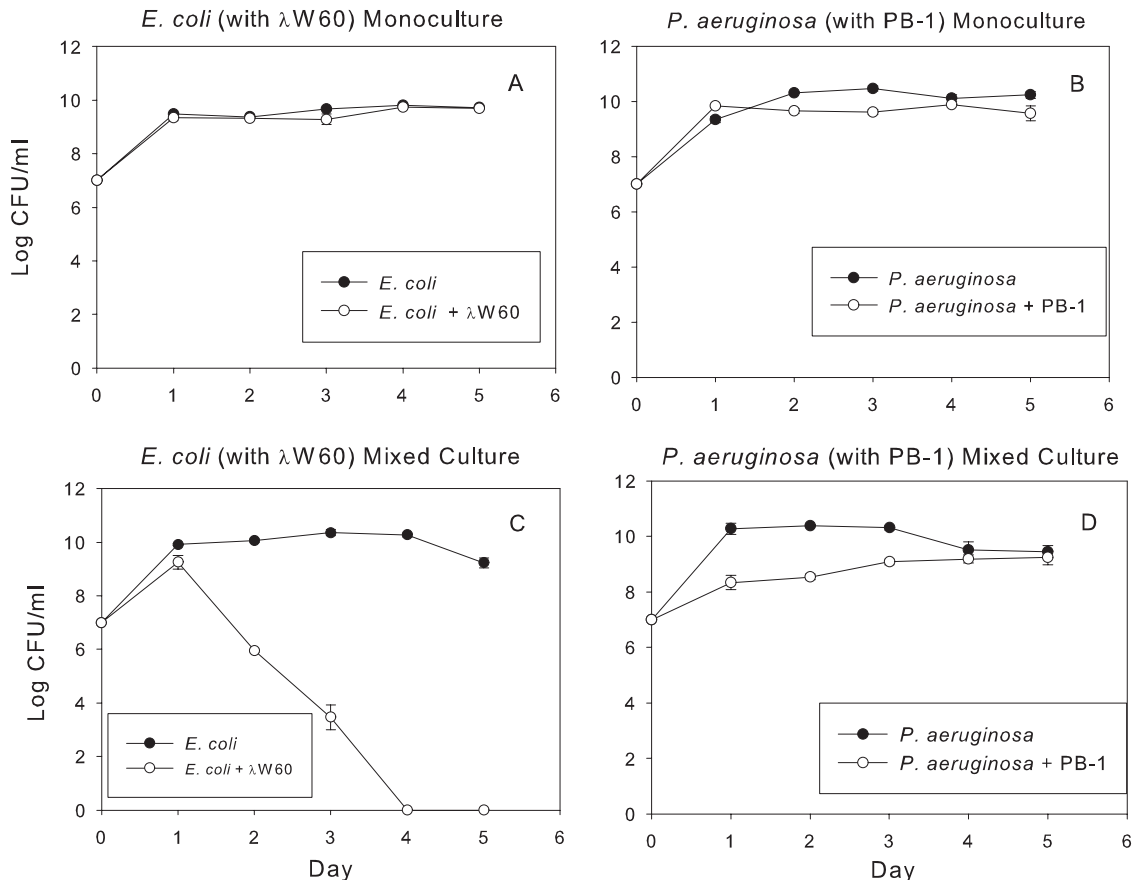 E. coli (with λW60) Monoculture
P. aeruginosa (with PB-1) Monoculture
12
10
8
6
4
2
0
Log CFU/ml
A
E. coli
E. coli + λW60
0 1 2 3 4 5 6
12
10
8
6
4
2
0
B
P. aeruginosa
P. aeruginosa + PB-1
0 1 2 3 4 5 6
E. coli (with λW60) Mixed Culture
P. aeruginosa (with PB-1) Mixed Culture
12
10
8
6
4
2
0
Log CFU/ml
C
E. coli
E. coli + λW60
0 1 2 3 4 5 6
Day
12
10
8
6
4
2
0
D
P. aeruginosa
P. aeruginosa + PB-1
0 1 2 3 4 5 6
Day